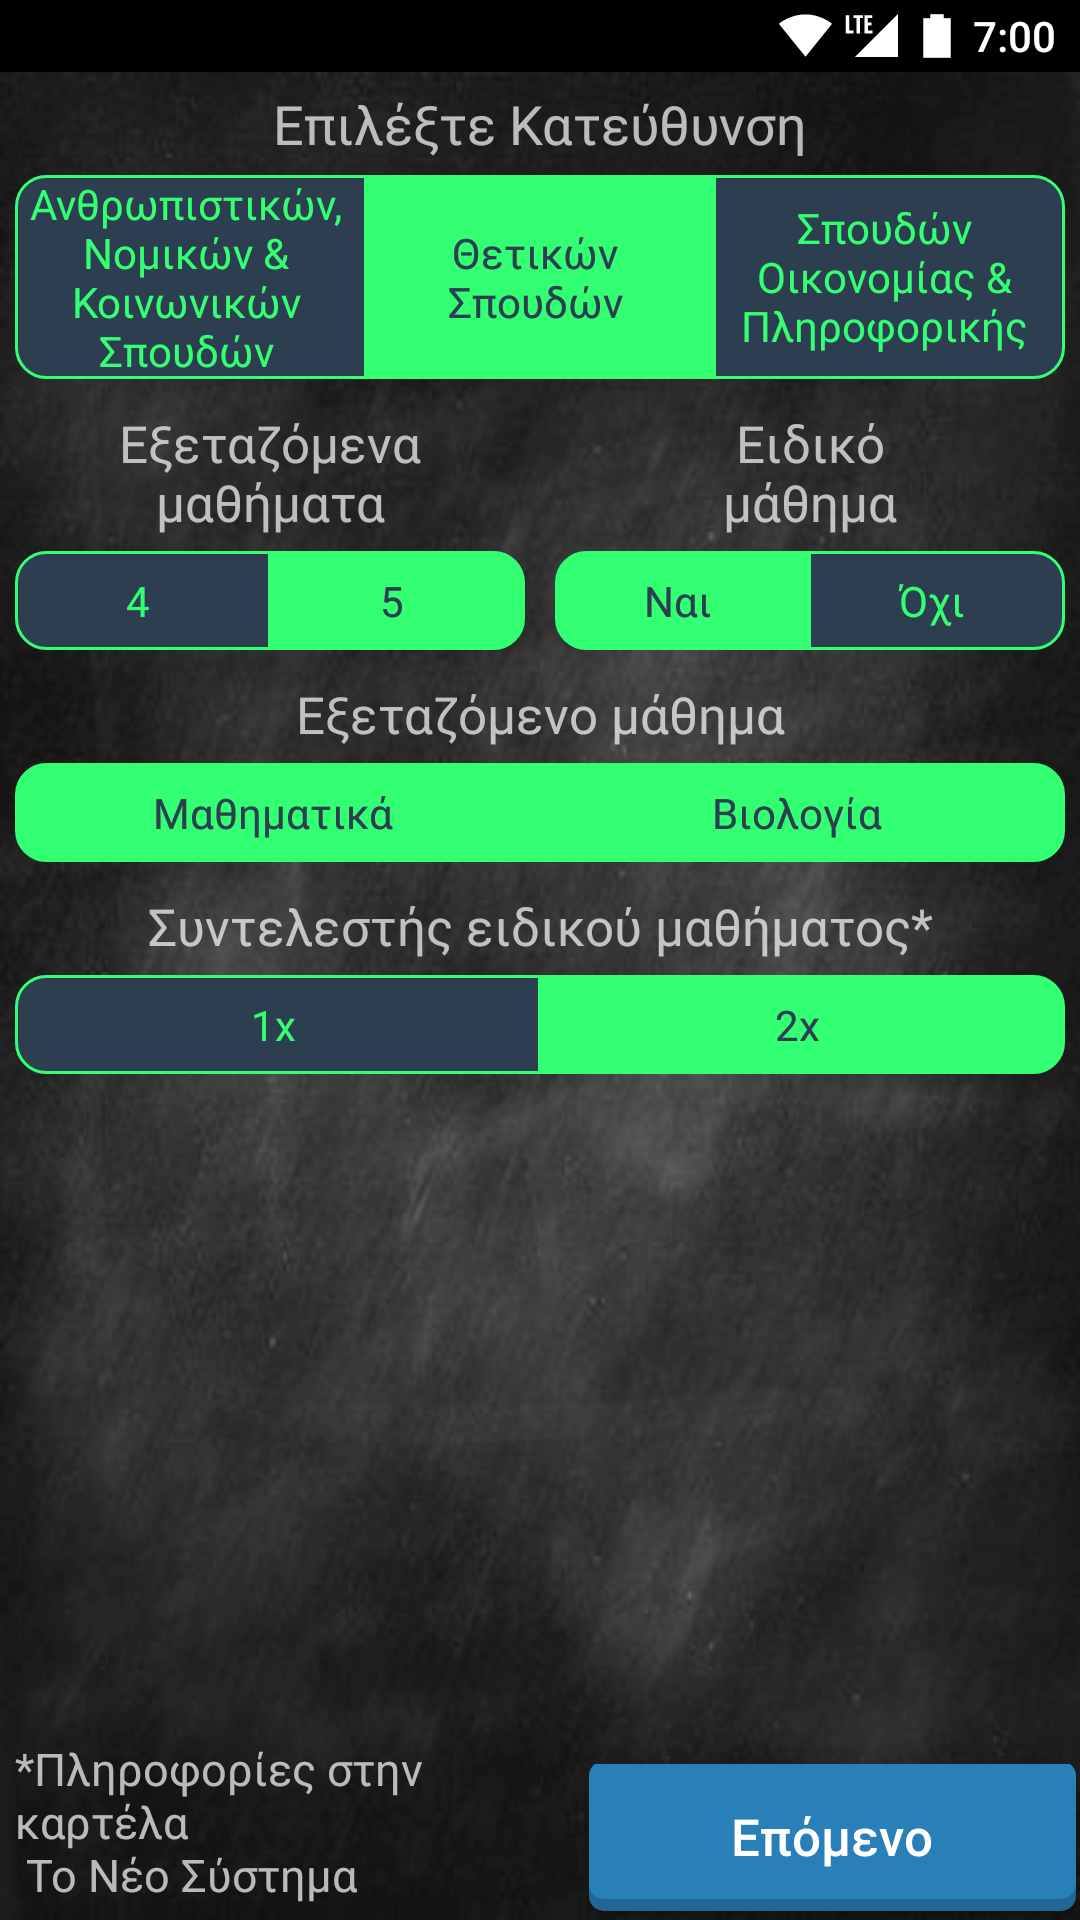 LTE 7:00
Επιλέξτε Κατεύθυνση
Ανθρωπιστικών,
Νομικών &
Κοινωνικών
Σπουδών
Θετικών
Σπουδών
Σπουδών
Οικονομίας &
Πληροφορικής
Εξεταζόμενα
μαθήματα
Ειδικό
μάθημα
4 5
Ναι Όχι
Εξεταζόμενο μάθημα
Μαθηματικά Βιολογία
Συντελεστής ειδικού μαθήματος*
1x 2x
*Πληροφορίες στην
καρτέλα
Το Νέο Σύστημα
Επόμενο